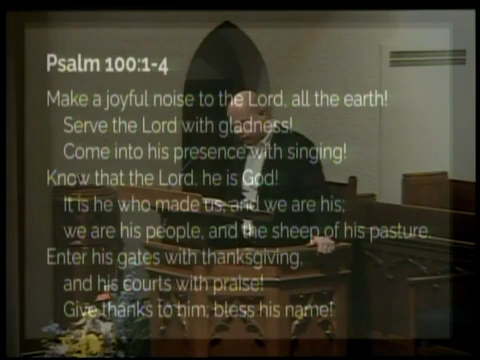 Psalm 100:1-4
Make a joyful noise to the Lord, all the earth!
Serve the Lord with gladness!
Come into his presence with singing!
Know that the Lord, he is God!
It is he who made us, and we are his;
we are his people, and the sheep of his pasture.
Enter his gates with thanksgiving,
and his courts with praise!
Give thanks to him; bless his name!